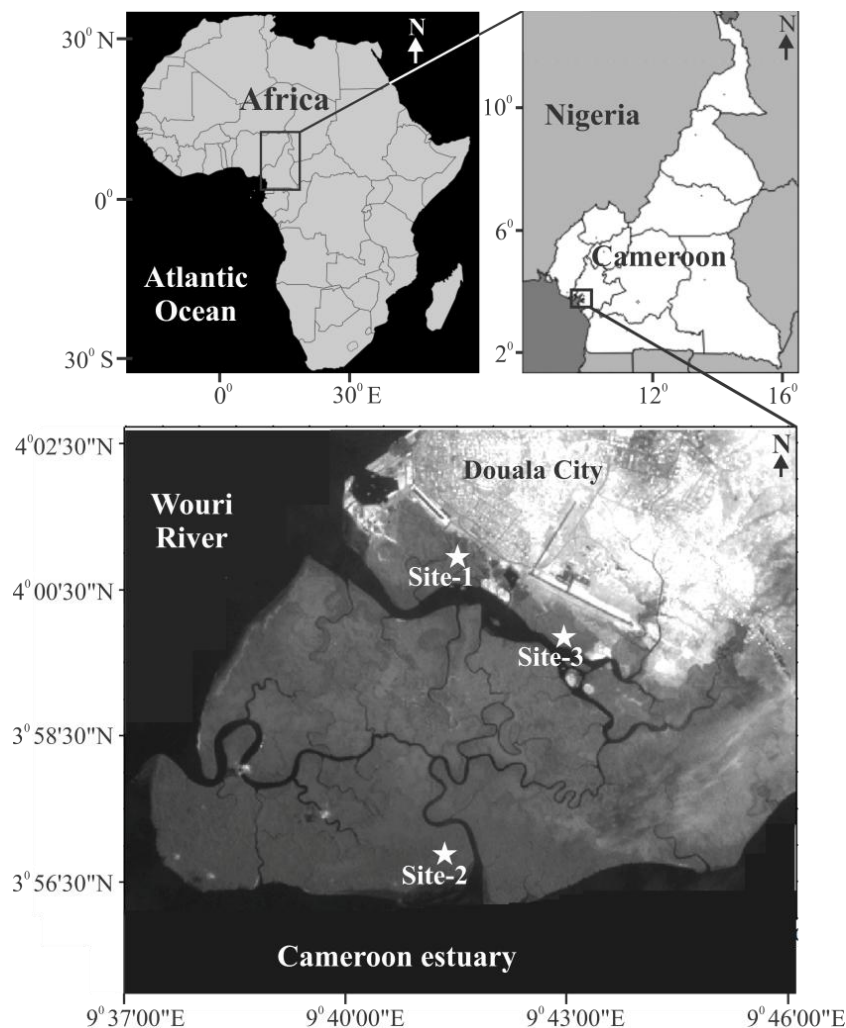 30⁰N
N
Africa
0⁰
Atlantic
Ocean
30⁰ S
0⁰
30⁰ E
N
10⁰
Nigeria
6⁰
Cameroon
2⁰
12⁰
16⁰
4⁰02'30"N
N
Douala City
Wouri
River
Site-1
4⁰00'30"N
Site-3
3⁰58'30"N
Site-2
3⁰56'30"N
Cameroon estuary
9⁰37'00"E
9⁰40'00"E
9⁰43'00"E
9⁰46'00"E